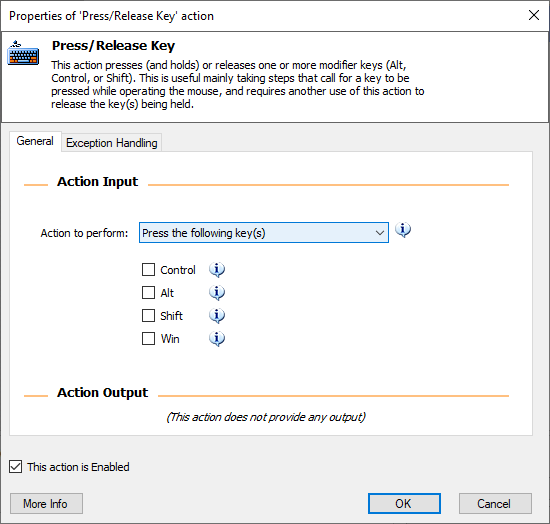 Properties of 'Press/Release Key' action
Press/Release Key
This action presses (and holds) or releases one or more modifier keys (Alt,
Control, or Shift). This is useful mainly taking steps that call for a key to be
pressed while operating the mouse, and requires another use of this action to
release the key(s) being held.
General
Exception Handling
Action Input
Action to perform: Press the following key(s)
Control
Alt
Shift
Win
Action Output
(This action does not provide any output)
This action is Enabled
More Info
OK
Cancel